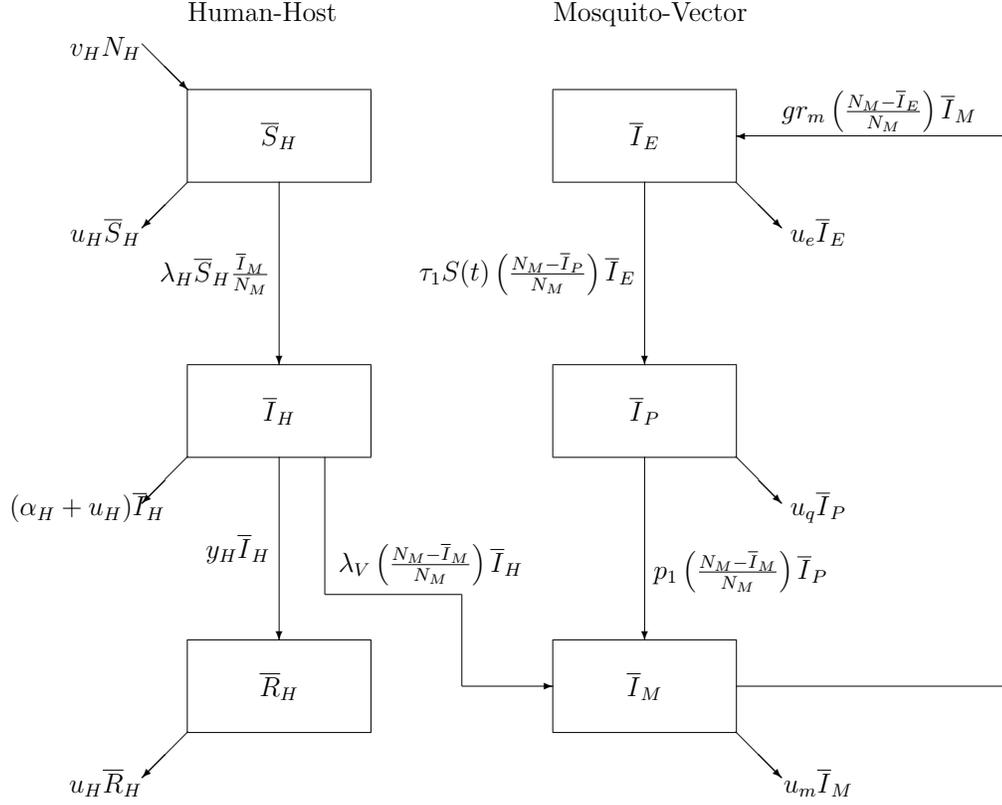 Human-Host
Mosquito-Vector
$v_H N_H$
$\overline{S}_H$
$\overline{I}_E$
$gr_m \left( \frac{N_M - \overline{I}_E}{N_M} \right) \overline{I}_M$
$u_H \overline{S}_H$
$u_e \overline{I}_E$
$\lambda_H \overline{S}_H \frac{\overline{I}_M}{N_M}$
$\tau_1 S(t) \left( \frac{N_M - \overline{I}_P}{N_M} \right) \overline{I}_E$
$\overline{I}_H$
$\overline{I}_P$
$(\alpha_H + u_H) \overline{I}_H$
$u_q \overline{I}_P$
$y_H \overline{I}_H$
$\lambda_V \left( \frac{N_M - \overline{I}_M}{N_M} \right) \overline{I}_H$
$p_1 \left( \frac{N_M - \overline{I}_M}{N_M} \right) \overline{I}_P$
$\overline{R}_H$
$\overline{I}_M$
$u_H \overline{R}_H$
$u_m \overline{I}_M$